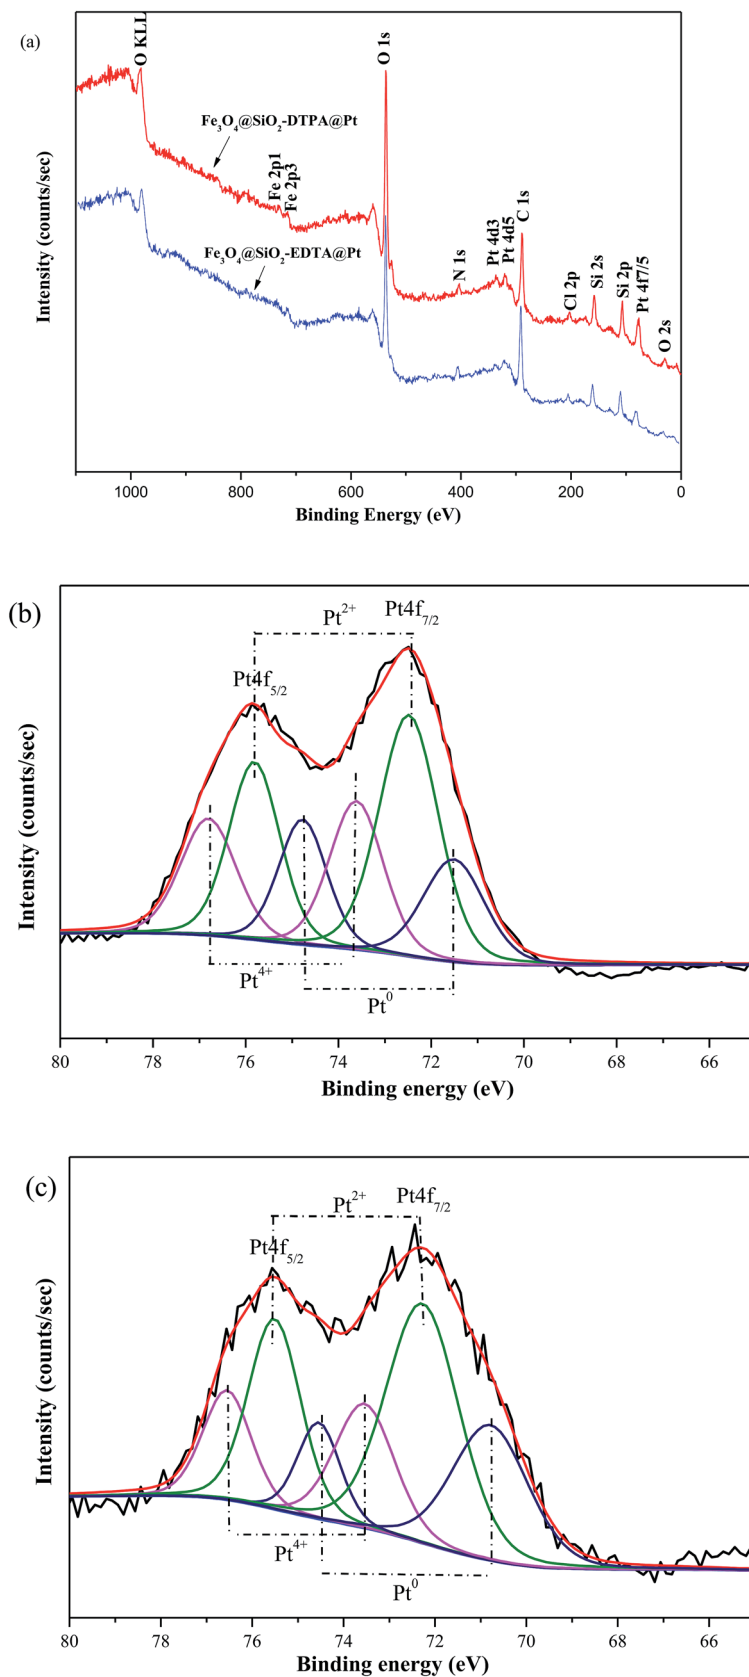 (a)
O KLL
O 1s
Fe₃O₄@SiO₂-DTPA@Pt
Fe 2p1
Fe 2p3
Fe₃O₄@SiO₂-EDTA@Pt
N 1s
Pt 4d3
Pt 4d5
C 1s
Cl 2p
Si 2s
Si 2p
Pt 4f7/5
O 2s
Intensity (counts/sec)
1000 800 600 400 200 0
Binding Energy (eV)
(b)
Pt²⁺
Pt4f₇/₂
Pt4f₅/₂
Pt⁴⁺
Pt⁰
Intensity (counts/sec)
80 78 76 74 72 70 68 66
Binding energy (eV)
(c)
Pt²⁺
Pt4f₇/₂
Pt4f₅/₂
Pt⁴⁺
Pt⁰
Intensity (counts/sec)
80 78 76 74 72 70 68 66
Binding energy (eV)